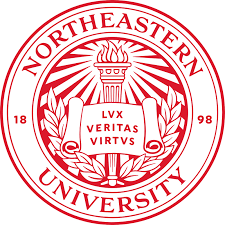 NORTHEASTERN
LVX
VERITAS
VIRTVS
18 98
UNIVERSITY